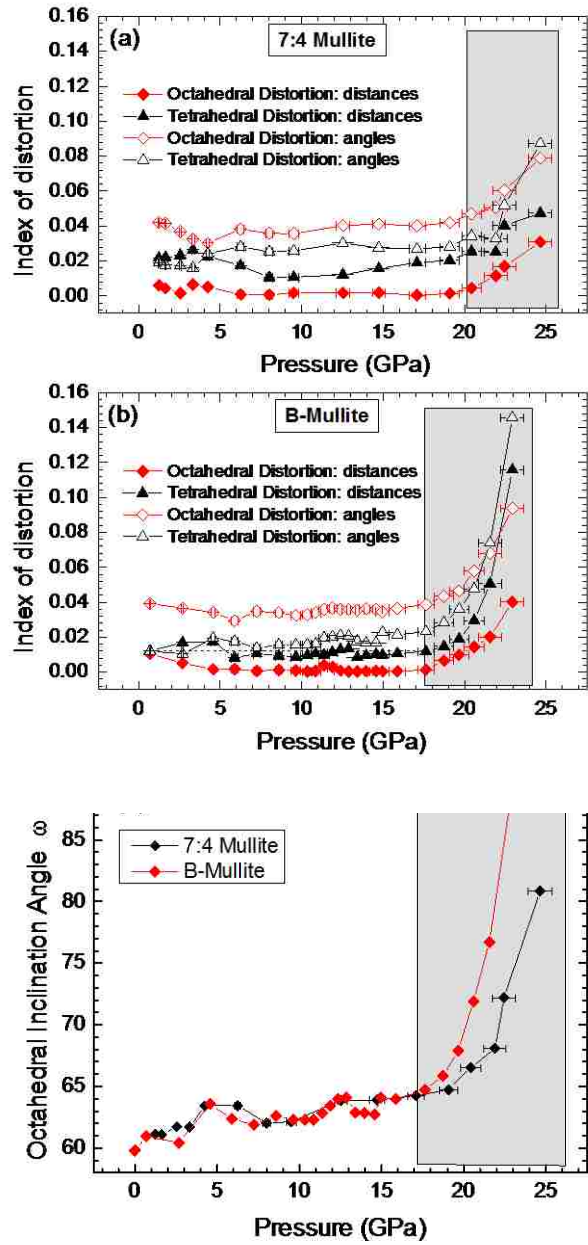 0.16
(a)
7:4 Mullite
0.14
0.12
Octahedral Distortion: distances
Tetrahedral Distortion: distances
Octahedral Distortion: angles
Tetrahedral Distortion: angles
0.10
0.08
0.06
0.04
0.02
0.00
Index of distortion
0 5 10 15 20 25
Pressure (GPa)
0.16
(b)
B-Mullite
0.14
0.12
Octahedral Distortion: distances
Tetrahedral Distortion: distances
Octahedral Distortion: angles
Tetrahedral Distortion: angles
0.10
0.08
0.06
0.04
0.02
0.00
Index of distortion
0 5 10 15 20 25
Pressure (GPa)
85
7:4 Mullite
B-Mullite
80
75
70
65
60
Octahedral Inclination Angle ω
0 5 10 15 20 25
Pressure (GPa)